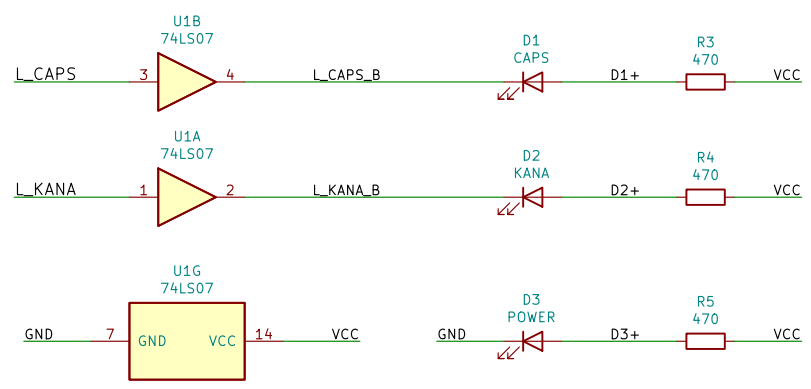 U1B
74LS07
L_CAPS
3
4
L_CAPS_B
D1
CAPS
D1+
R3
470
VCC
U1A
74LS07
L_KANA
1
2
L_KANA_B
D2
KANA
D2+
R4
470
VCC
U1G
74LS07
GND
7
GND
VCC
14
VCC
D3
POWER
GND
D3+
R5
470
VCC